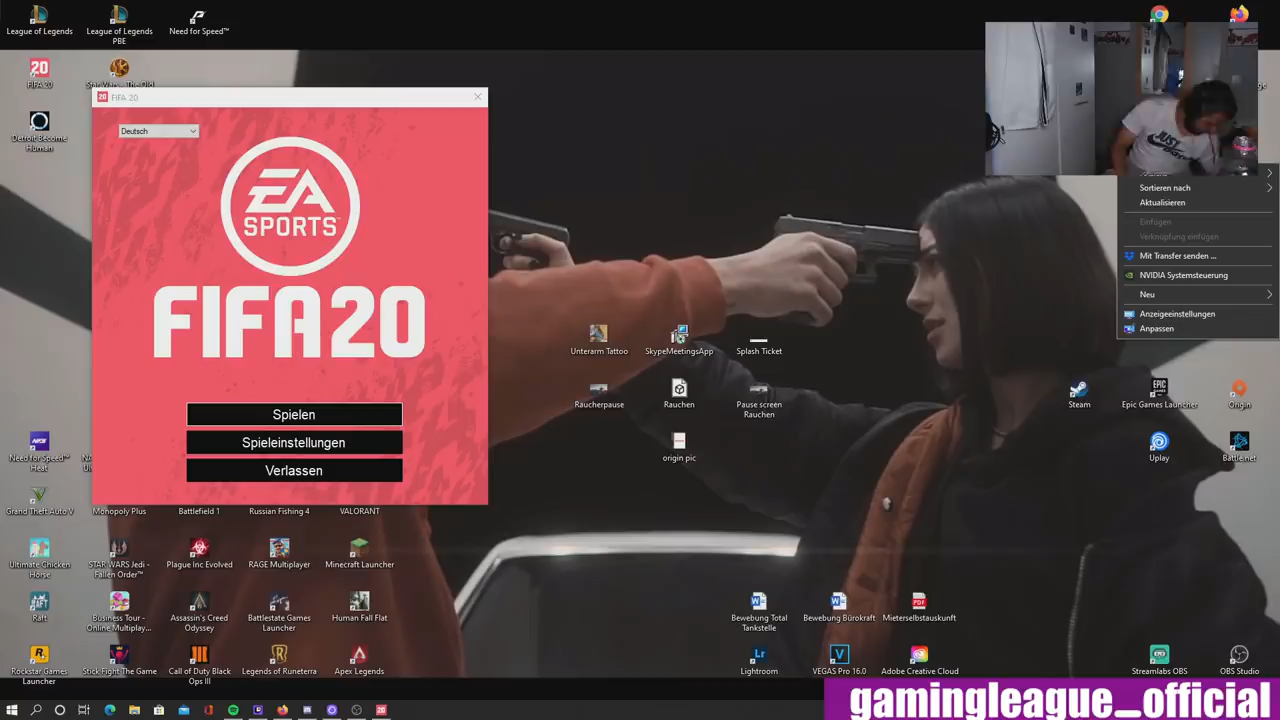 League of Legends
League of Legends
PBE
Need for Speed™
20
FIFA 20
Detroit Become
Human
20 FIFA 20
Deutsch
EA
SPORTS™
FIFA 20
Spielen
Spieleinstellungen
Verlassen
JUST
Sortieren nach
Aktualisieren
Einfügen
Verknüpfung einfügen
Mit Transfer senden ...
NVIDIA Systemsteuerung
Neu
Anzeigeeinstellungen
Anpassen
Unterarm Tattoo
SkypeMeetingsApp
Splash Ticket
Raucherpause
Rauchen
Pause screen
Rauchen
origin pic
Steam
Epic Games Launcher
Origin
Uplay
Battle.net
Need for Speed™
Heat
Grand Theft Auto V
Monopoly Plus
Battlefield 1
Russian Fishing 4
VALORANT
Ultimate Chicken
Horse
STAR WARS Jedi -
Fallen Order™
Plague Inc Evolved
RAGE Multiplayer
Minecraft Launcher
Raft
Business Tour -
Online Multiplay...
Assassin's Creed
Odyssey
Battlestate Games
Launcher
Human Fall Flat
Bewebung Total
Tankstelle
Bewebung Bürokraft
Mieterselbstauskunft
Rockstar Games
Launcher
Stick Fight The Game
Call of Duty Black
Ops III
Legends of Runeterra
Apex Legends
Lightroom
VEGAS Pro 16.0
Adobe Creative Cloud
Streamlabs OBS
OBS Studio
gamingleague_official